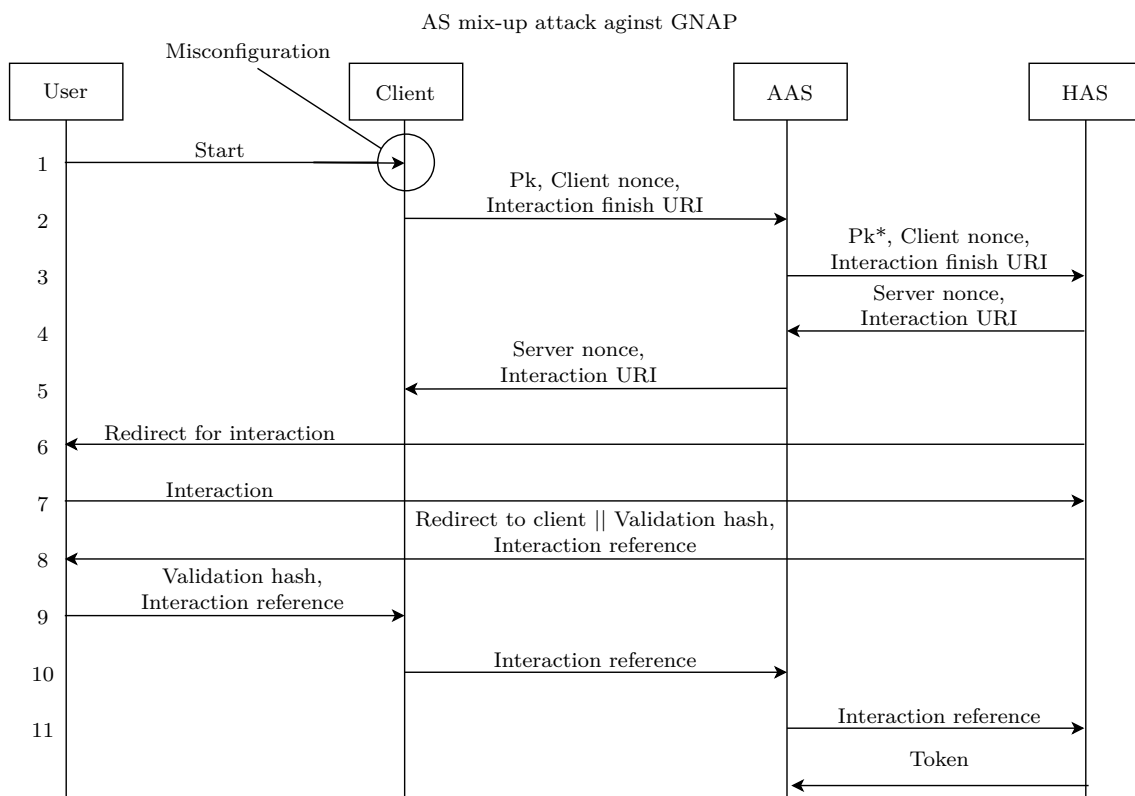 AS mix-up attack aginst GNAP
Misconfiguration
User
Client
AAS
HAS
1
Start
Pk, Client nonce,
Interaction finish URI
2
Pk*, Client nonce,
Interaction finish URI
3
Server nonce,
Interaction URI
4
Server nonce,
Interaction URI
5
Redirect for interaction
6
Interaction
7
Redirect to client || Validation hash,
Interaction reference
8
Validation hash,
Interaction reference
9
Interaction reference
10
Interaction reference
11
Token